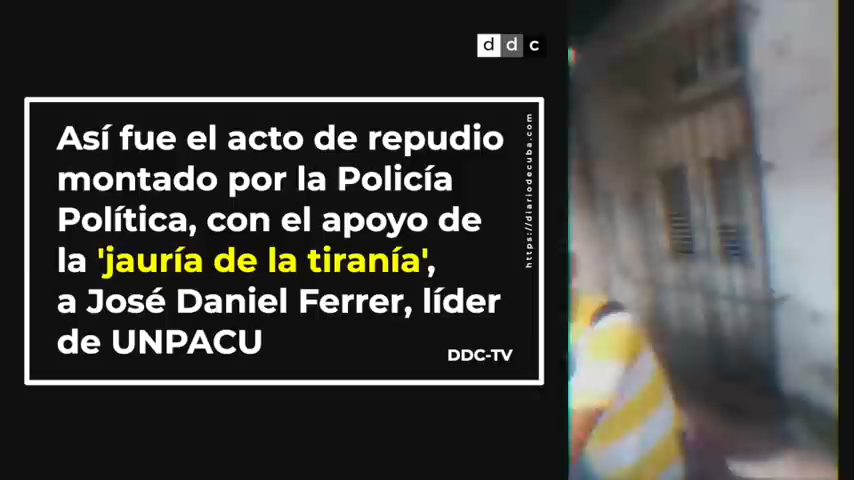 ddc
Así fue el acto de repudio
montado por la Policía
Política, con el apoyo de
la 'jauría de la tiranía',
a José Daniel Ferrer, líder
de UNPACU
DDC-TV
https://diariodecuba.com